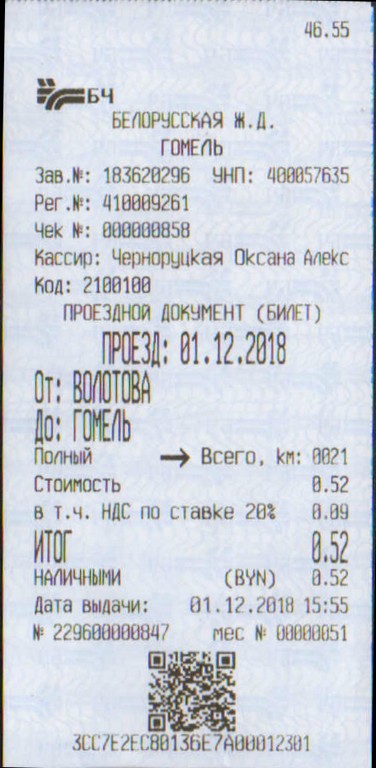 46.55
БЧ
БЕЛОРУССКАЯ Ж.Д.
ГОМЕЛЬ
Зав.№: 183620296 УНП: 400057635
Рег.№: 410009261
Чек №: 000000858
Кассир: Черноруцкая Оксана Алекс
Код: 2100100
ПРОЕЗДНОЙ ДОКУМЕНТ (БИЛЕТ)
ПРОЕЗД: 01.12.2018
От: ВОЛОТОВА
До: ГОМЕЛЬ
Полный → Всего, km: 0021
Стоимость 0.52
в т.ч. НДС по ставке 20% 0.09
ИТОГ 0.52
НАЛИЧНЫМИ (BYN) 0.52
Дата выдачи: 01.12.2018 15:55
№ 229600000847 мес № 00000051
3CC7E2EC80136E7A00012301